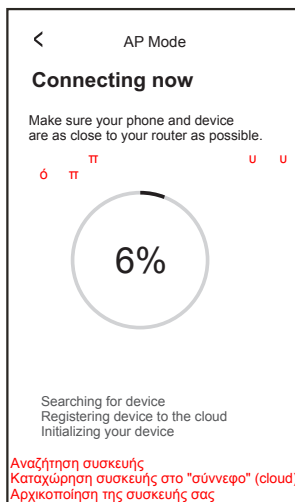 AP Mode
Connecting now
Make sure your phone and device
are as close to your router as possible.
π υ υ
ό π
6%
Searching for device
Registering device to the cloud
Initializing your device
Αναζήτηση συσκευής
Καταχώρηση συσκευής στο "σύννεφο" (cloud)
Αρχικοποίηση της συσκευής σας